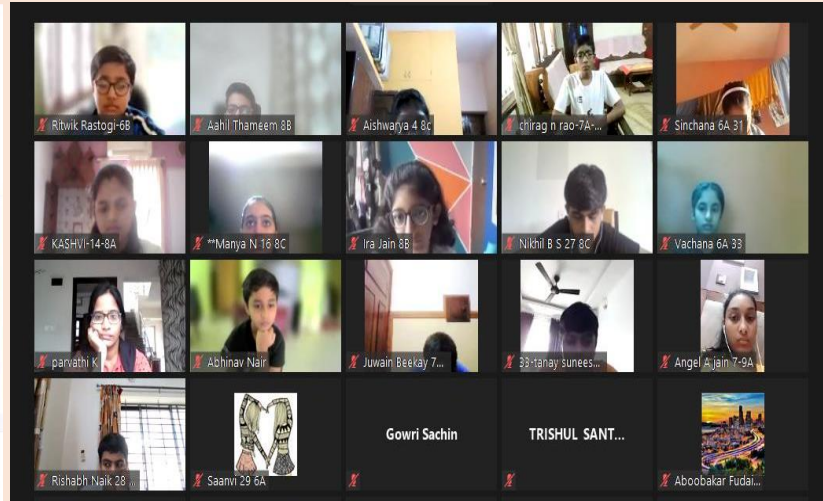 Ritwik Rastogi-6B
Aahil Thameem 8B
Aishwarya 4 8c
chirag n rao-7A-...
Sinchana 6A 31
KASHVI-14-8A
**Manya N 16 8C
Ira Jain 8B
Nikhil B S 27 8C
Vachana 6A 33
parvathi K
Abhinav Nair
Juwain Beekay 7...
33-tanay sunees...
Angel A jain 7-9A
Rishabh Naik 28 ...
Saanvi 29 6A
Gowri Sachin
TRISHUL SANT...
Aboobakar Fudai...